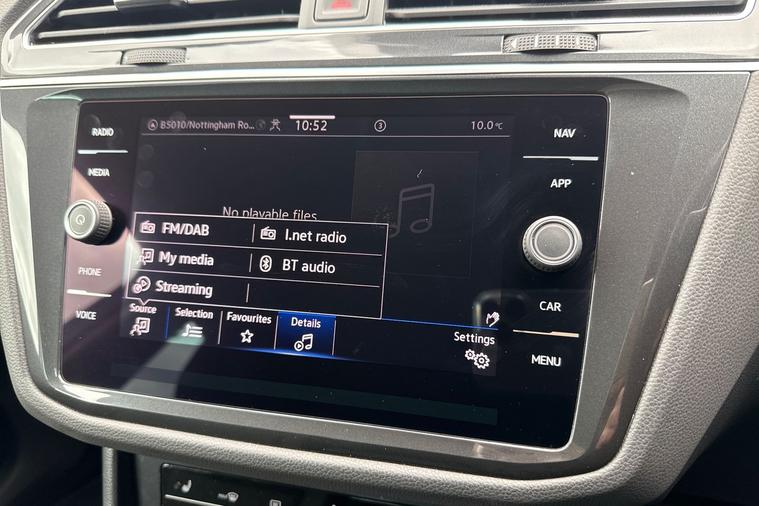 RADIO
MEDIA
PHONE
VOICE
B5010/Nottingham Ro...
10:52
3
10.0°C
No playable files
FM/DAB
I.net radio
My media
BT audio
Streaming
Source
Selection
Favourites
Details
Settings
NAV
APP
CAR
MENU